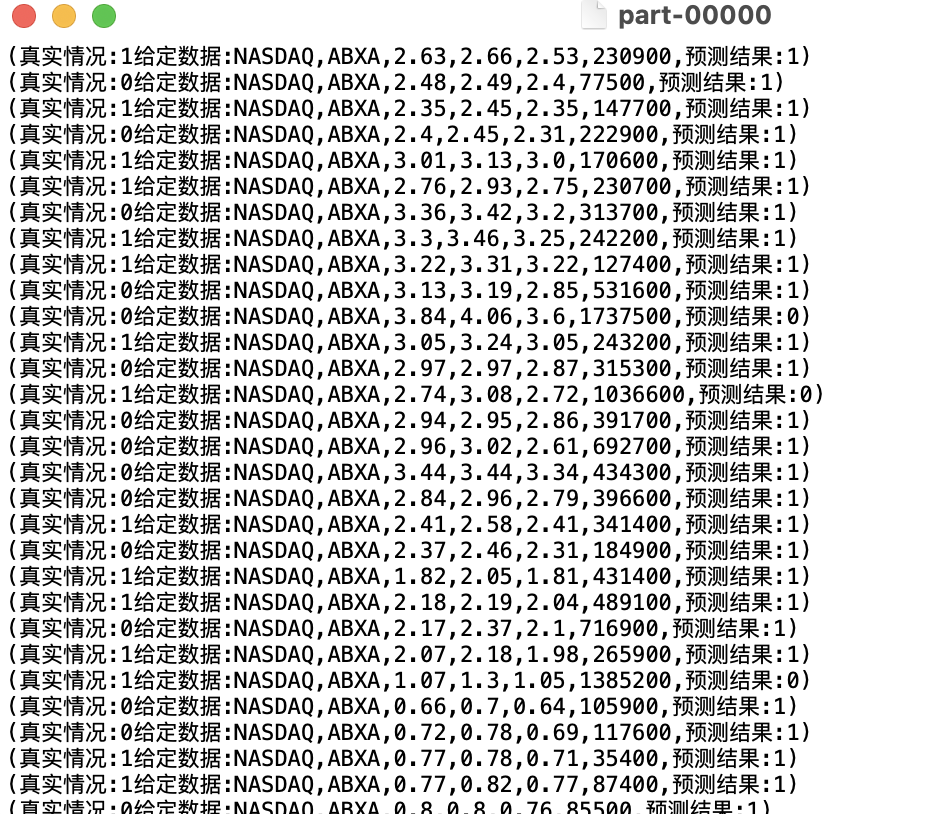 part-00000
(真实情况:1给定数据:NASDAQ,ABXA,2.63,2.66,2.53,230900,预测结果:1)
(真实情况:0给定数据:NASDAQ,ABXA,2.48,2.49,2.4,77500,预测结果:1)
(真实情况:1给定数据:NASDAQ,ABXA,2.35,2.45,2.35,147700,预测结果:1)
(真实情况:0给定数据:NASDAQ,ABXA,2.4,2.45,2.31,222900,预测结果:1)
(真实情况:1给定数据:NASDAQ,ABXA,3.01,3.13,3.0,170600,预测结果:1)
(真实情况:1给定数据:NASDAQ,ABXA,2.76,2.93,2.75,230700,预测结果:1)
(真实情况:0给定数据:NASDAQ,ABXA,3.36,3.42,3.2,313700,预测结果:1)
(真实情况:1给定数据:NASDAQ,ABXA,3.3,3.46,3.25,242200,预测结果:1)
(真实情况:1给定数据:NASDAQ,ABXA,3.22,3.31,3.22,127400,预测结果:1)
(真实情况:0给定数据:NASDAQ,ABXA,3.13,3.19,2.85,531600,预测结果:1)
(真实情况:0给定数据:NASDAQ,ABXA,3.84,4.06,3.6,1737500,预测结果:0)
(真实情况:1给定数据:NASDAQ,ABXA,3.05,3.24,3.05,243200,预测结果:1)
(真实情况:0给定数据:NASDAQ,ABXA,2.97,2.97,2.87,315300,预测结果:1)
(真实情况:1给定数据:NASDAQ,ABXA,2.74,3.08,2.72,1036600,预测结果:0)
(真实情况:0给定数据:NASDAQ,ABXA,2.94,2.95,2.86,391700,预测结果:1)
(真实情况:0给定数据:NASDAQ,ABXA,2.96,3.02,2.61,692700,预测结果:1)
(真实情况:0给定数据:NASDAQ,ABXA,3.44,3.44,3.34,434300,预测结果:1)
(真实情况:0给定数据:NASDAQ,ABXA,2.84,2.96,2.79,396600,预测结果:1)
(真实情况:1给定数据:NASDAQ,ABXA,2.41,2.58,2.41,341400,预测结果:1)
(真实情况:0给定数据:NASDAQ,ABXA,2.37,2.46,2.31,184900,预测结果:1)
(真实情况:1给定数据:NASDAQ,ABXA,1.82,2.05,1.81,431400,预测结果:1)
(真实情况:1给定数据:NASDAQ,ABXA,2.18,2.19,2.04,489100,预测结果:1)
(真实情况:0给定数据:NASDAQ,ABXA,2.17,2.37,2.1,716900,预测结果:1)
(真实情况:1给定数据:NASDAQ,ABXA,2.07,2.18,1.98,265900,预测结果:1)
(真实情况:1给定数据:NASDAQ,ABXA,1.07,1.3,1.05,1385200,预测结果:0)
(真实情况:0给定数据:NASDAQ,ABXA,0.66,0.7,0.64,105900,预测结果:1)
(真实情况:0给定数据:NASDAQ,ABXA,0.72,0.78,0.69,117600,预测结果:1)
(真实情况:1给定数据:NASDAQ,ABXA,0.77,0.78,0.71,35400,预测结果:1)
(真实情况:1给定数据:NASDAQ,ABXA,0.77,0.82,0.77,87400,预测结果:1)
(真实情况:0给定数据:NASDAQ,ABXA,0.8,0.8,0.76,85500,预测结果:1)